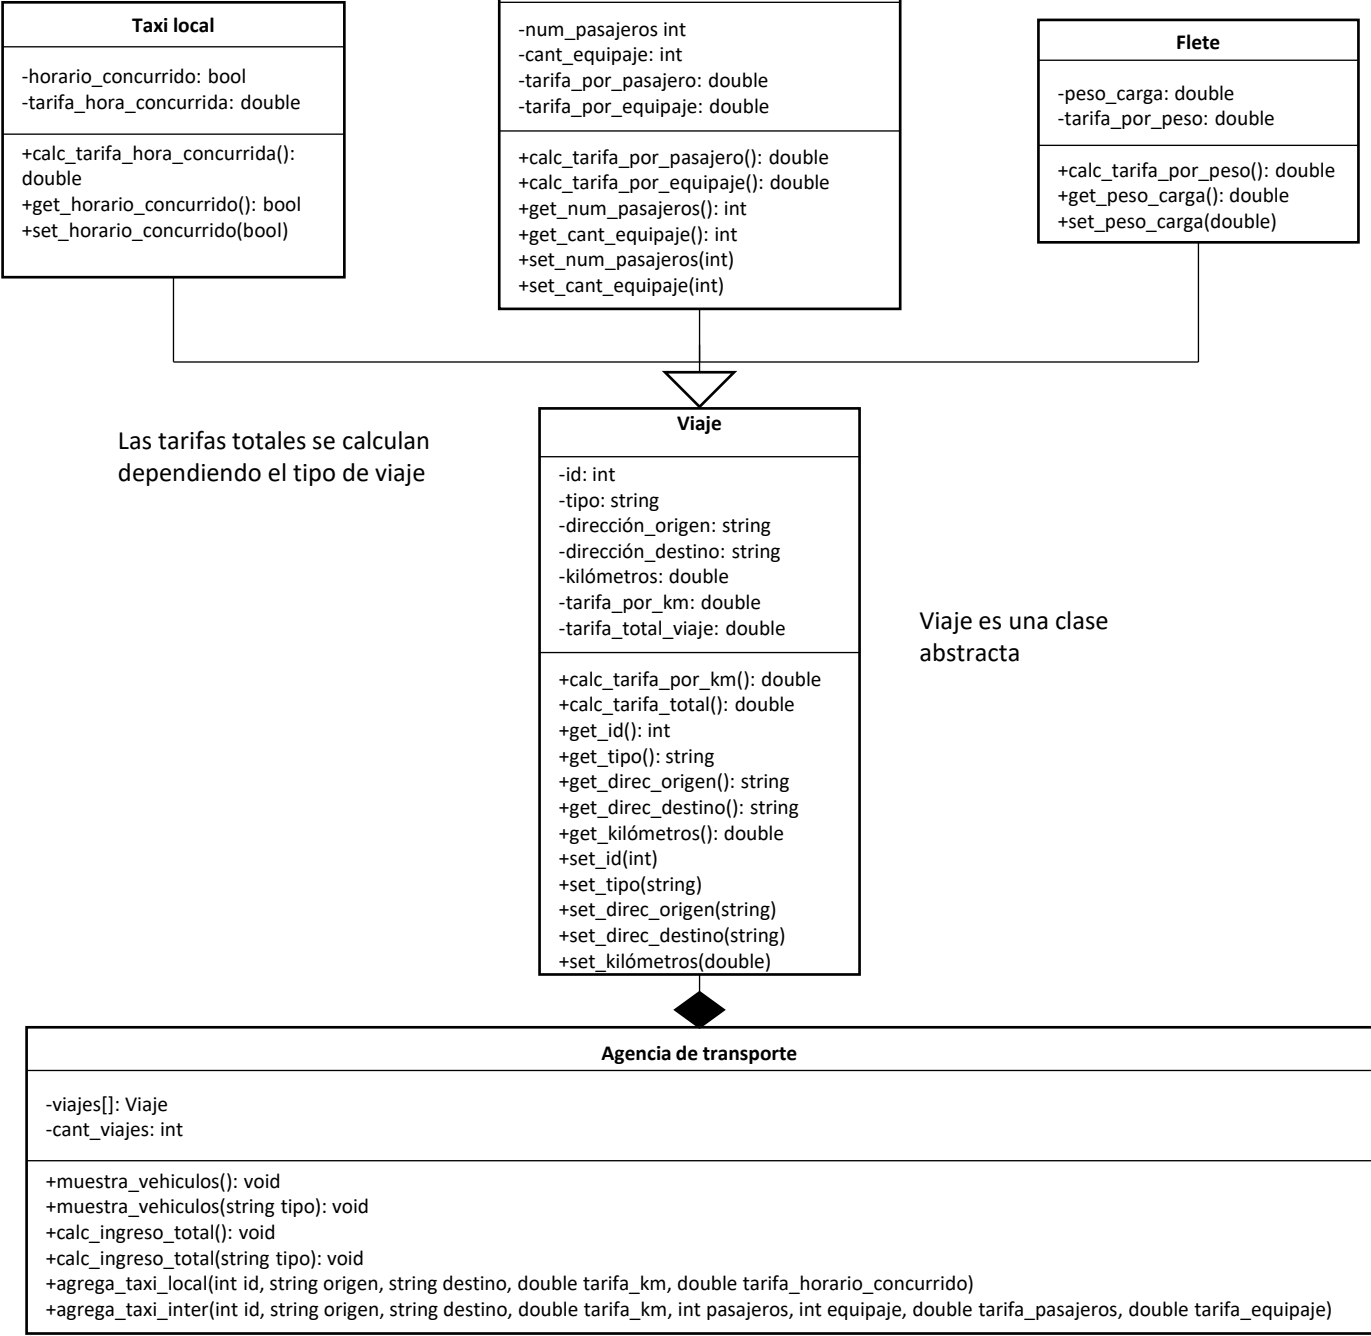 Taxi local
-horario_concurrido: bool
-tarifa_hora_concurrida: double
+calc_tarifa_hora_concurrida():
double
+get_horario_concurrido(): bool
+set_horario_concurrido(bool)
-num_pasajeros int
-cant_equipaje: int
-tarifa_por_pasajero: double
-tarifa_por_equipaje: double
+calc_tarifa_por_pasajero(): double
+calc_tarifa_por_equipaje(): double
+get_num_pasajeros(): int
+get_cant_equipaje(): int
+set_num_pasajeros(int)
+set_cant_equipaje(int)
Flete
-peso_carga: double
-tarifa_por_peso: double
+calc_tarifa_por_peso(): double
+get_peso_carga(): double
+set_peso_carga(double)
Las tarifas totales se calculan
dependiendo el tipo de viaje
Viaje
-id: int
-tipo: string
-dirección_origen: string
-dirección_destino: string
-kilómetros: double
-tarifa_por_km: double
-tarifa_total_viaje: double
+calc_tarifa_por_km(): double
+calc_tarifa_total(): double
+get_id(): int
+get_tipo(): string
+get_direc_origen(): string
+get_direc_destino(): string
+get_kilómetros(): double
+set_id(int)
+set_tipo(string)
+set_direc_origen(string)
+set_direc_destino(string)
+set_kilómetros(double)
Viaje es una clase
abstracta
Agencia de transporte
-viajes[]: Viaje
-cant_viajes: int
+muestra_vehiculos(): void
+muestra_vehiculos(string tipo): void
+calc_ingreso_total(): void
+calc_ingreso_total(string tipo): void
+agrega_taxi_local(int id, string origen, string destino, double tarifa_km, double tarifa_horario_concurrido)
+agrega_taxi_inter(int id, string origen, string destino, double tarifa_km, int pasajeros, int equipaje, double tarifa_pasajeros, double tarifa_equipaje)